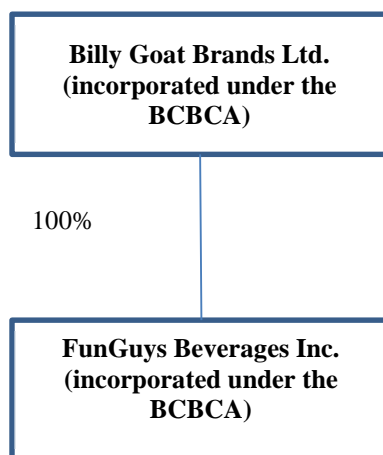 Billy Goat Brands Ltd.
(incorporated under the
BCBCA)
100%
FunGuys Beverages Inc.
(incorporated under the
BCBCA)